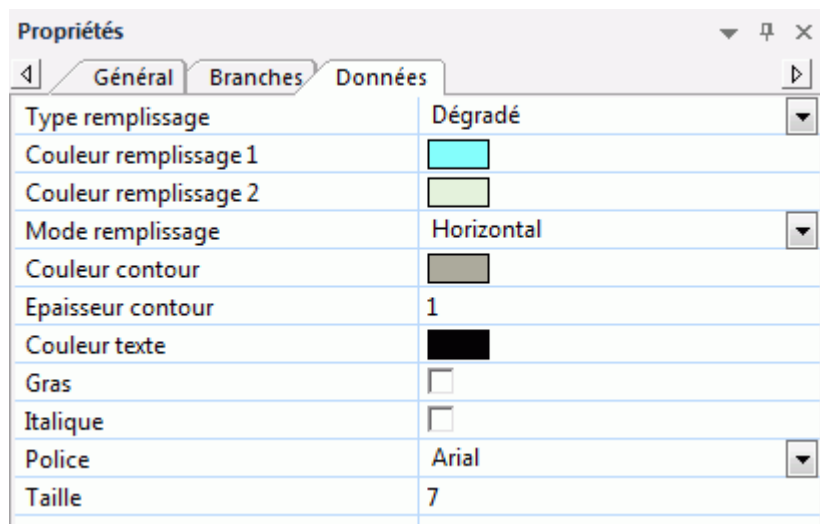 Propriétés
Général Branches Données
Type remplissage Dégradé
Couleur remplissage 1
Couleur remplissage 2
Mode remplissage Horizontal
Couleur contour
Epaisseur contour 1
Couleur texte
Gras
Italique
Police Arial
Taille 7